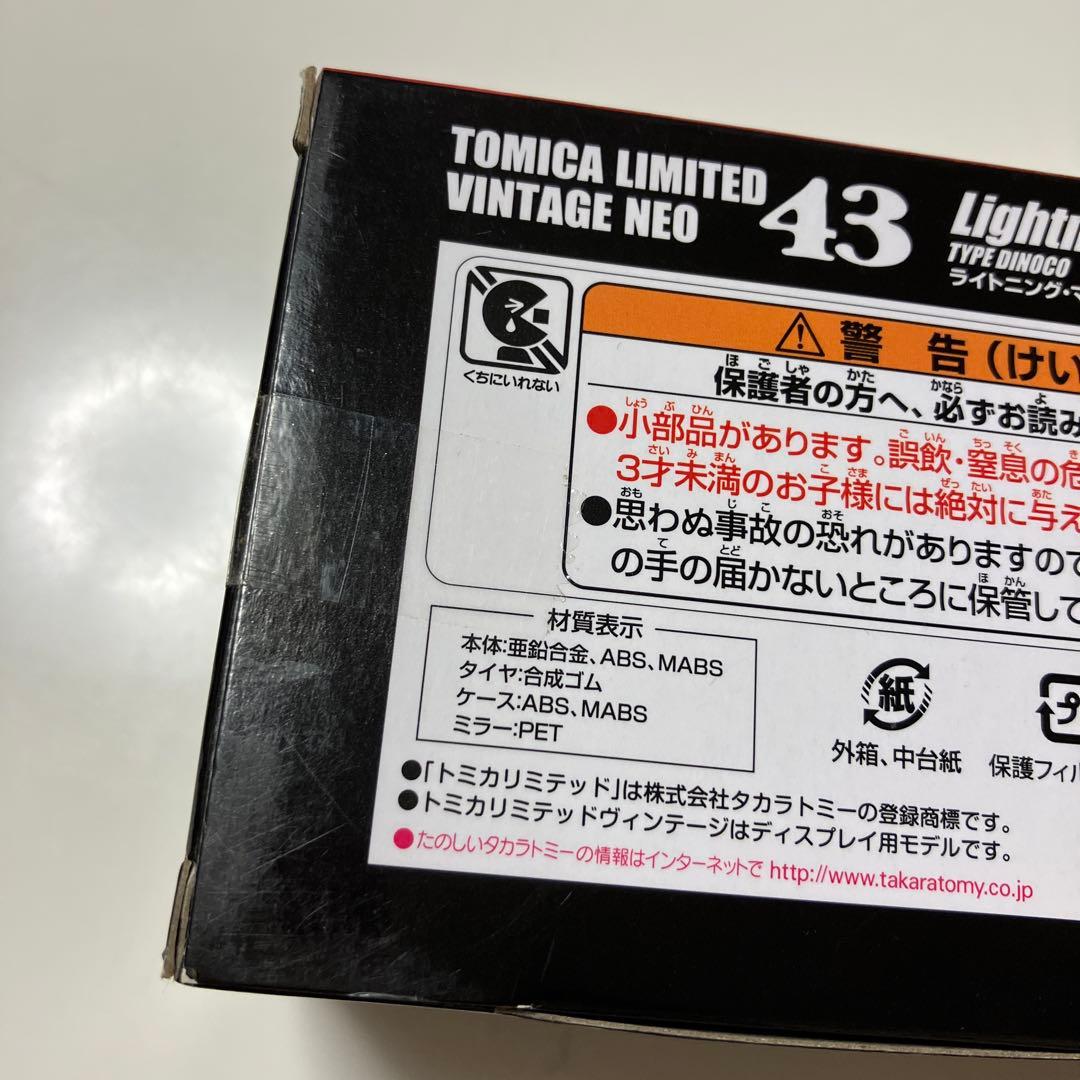 TOMICA LIMITED
VINTAGE NEO
43
Lightn
TYPE DINOCO
ライトニング・マ
くちにいれない
警 告 (けい
ほごしゃ かた かなら よ
保護者の方へ、必ずお読み
しょうぶひん ごいん ちっそく き
●小部品があります。誤飲・窒息の危
さいみまん こさま ぜったい あた
3才未満のお子様には絶対に与え
おも じこ おそ
●思わぬ事故の恐れがありますので
て とど ほかん
の手の届かないところに保管して
材質表示
本体:亜鉛合金、ABS、MABS
タイヤ:合成ゴム
ケース:ABS、MABS
ミラー:PET
紙
外箱、中台紙
プ
保護フィル
●「トミカリミテッド」は株式会社タカラトミーの登録商標です。
●トミカリミテッドヴィンテージはディスプレイ用モデルです。
●たのしいタカラトミーの情報はインターネットで http://www.takaratomy.co.jp